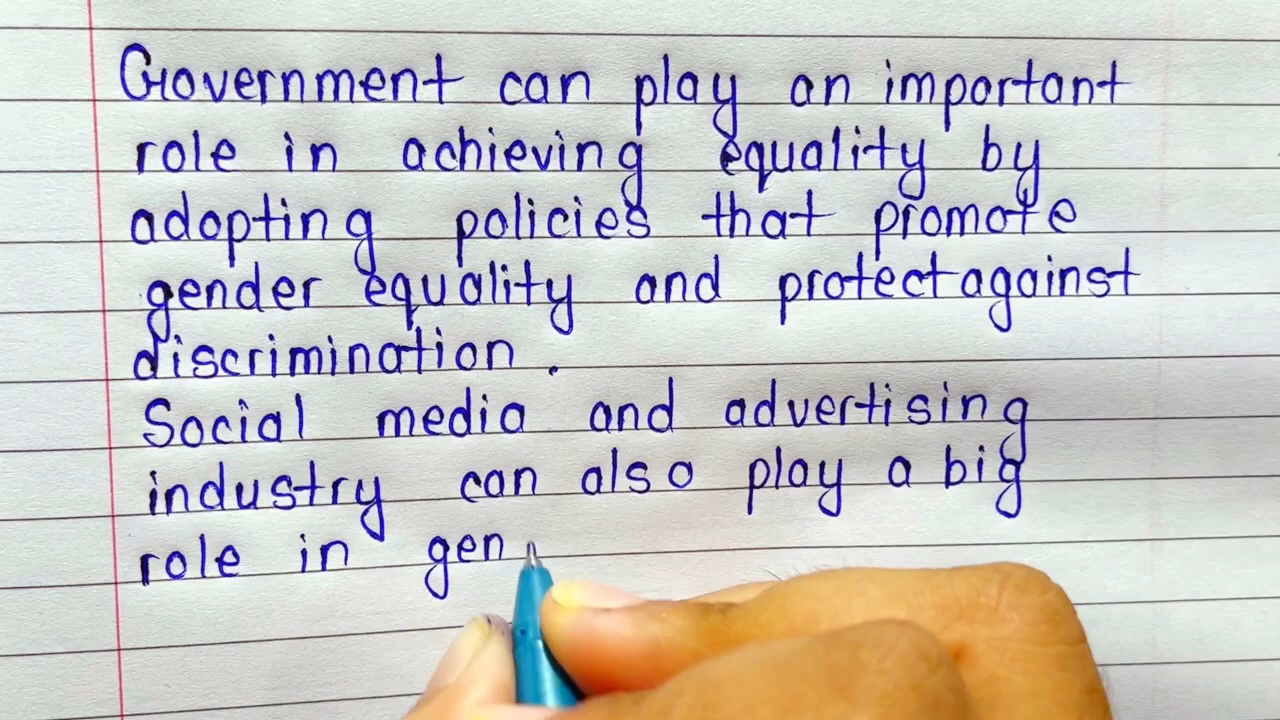 Government can play an important
role in achieving equality by
adopting policies that promote
gender equality and protect against
discrimination.
Social media and advertising
industry can also play a big
role in gen